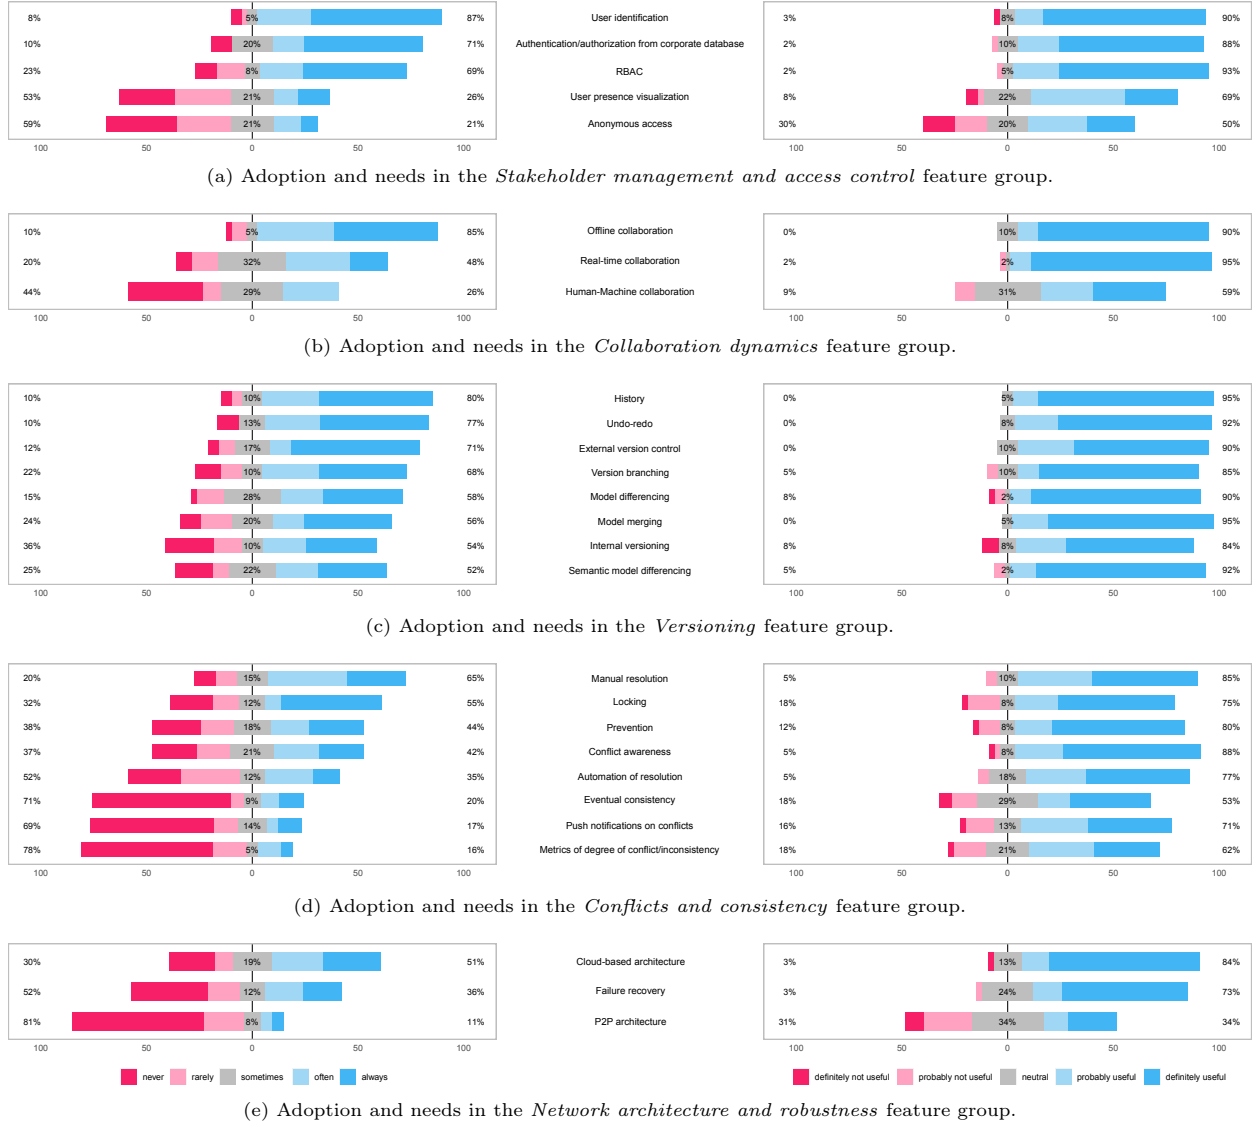 8% 5% 87% User identification 3% 8% 90%
10% 20% 71% Authentication/authorization from corporate database 2% 10% 88%
23% 8% 69% RBAC 2% 5% 93%
53% 21% 26% User presence visualization 8% 22% 69%
59% 21% 21% Anonymous access 30% 20% 50%
100 50 0 50 100 100 50 0 50 100
(a) Adoption and needs in the Stakeholder management and access control feature group.
10% 5% 85% Offline collaboration 0% 10% 90%
20% 32% 48% Real-time collaboration 2% 2% 95%
44% 29% 26% Human-Machine collaboration 9% 31% 59%
100 50 0 50 100 100 50 0 50 100
(b) Adoption and needs in the Collaboration dynamics feature group.
10% 10% 80% History 0% 5% 95%
10% 13% 77% Undo-redo 0% 8% 92%
12% 17% 71% External version control 0% 10% 90%
22% 10% 68% Version branching 5% 10% 85%
15% 28% 58% Model differencing 8% 2% 90%
24% 20% 56% Model merging 0% 5% 95%
36% 10% 54% Internal versioning 8% 8% 84%
25% 22% 52% Semantic model differencing 5% 2% 92%
100 50 0 50 100 100 50 0 50 100
(c) Adoption and needs in the Versioning feature group.
20% 15% 65% Manual resolution 5% 10% 85%
32% 12% 55% Locking 18% 8% 75%
38% 18% 44% Prevention 12% 8% 80%
37% 21% 42% Conflict awareness 5% 8% 88%
52% 12% 35% Automation of resolution 5% 18% 77%
71% 9% 20% Eventual consistency 18% 29% 53%
69% 14% 17% Push notifications on conflicts 16% 13% 71%
78% 5% 16% Metrics of degree of conflict/inconsistency 18% 21% 62%
100 50 0 50 100 100 50 0 50 100
(d) Adoption and needs in the Conflicts and consistency feature group.
30% 19% 51% Cloud-based architecture 3% 13% 84%
52% 12% 36% Failure recovery 3% 24% 73%
81% 8% 11% P2P architecture 31% 34% 34%
100 50 0 50 100 100 50 0 50 100
never rarely sometimes often always definitely not useful probably not useful neutral probably useful definitely useful
(e) Adoption and needs in the Network architecture and robustness feature group.